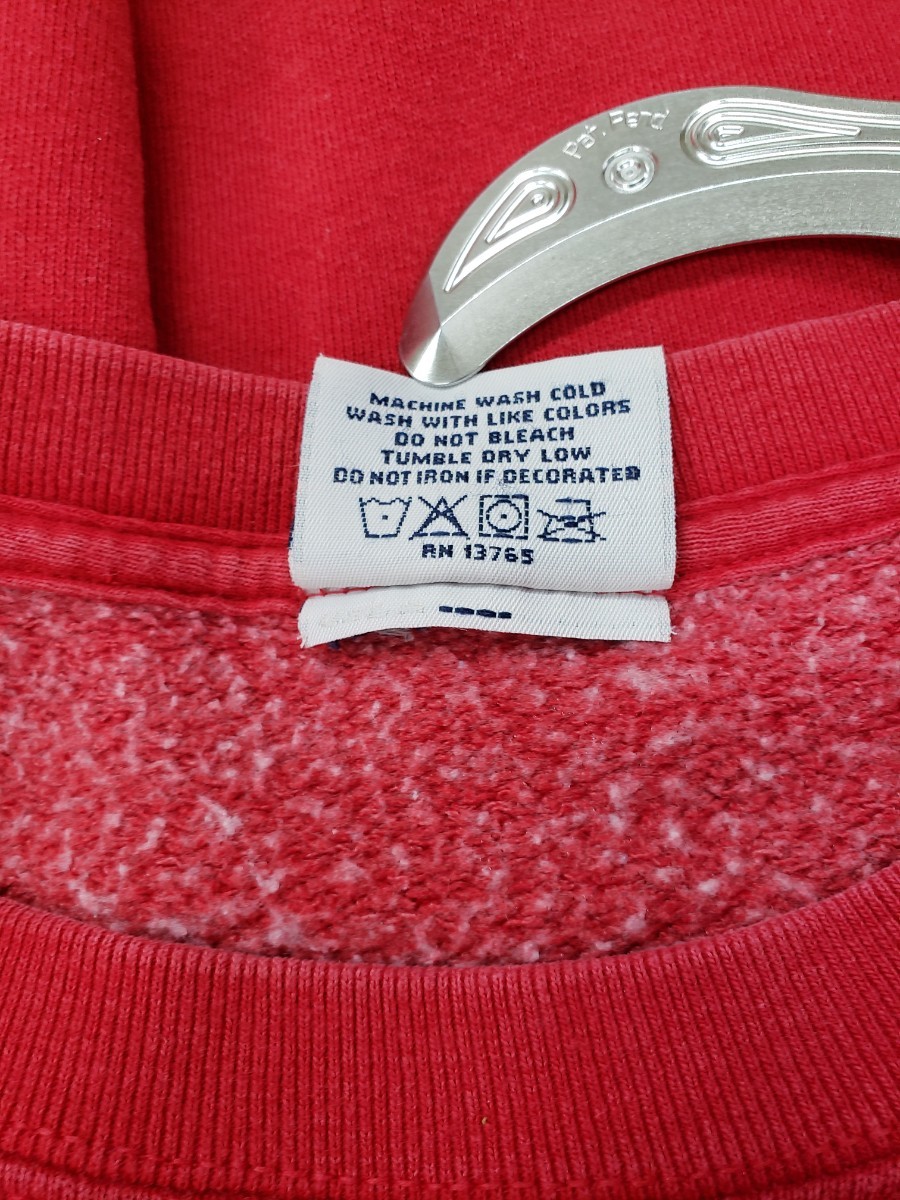 Pat. Pend
MACHINE WASH COLD
WASH WITH LIKE COLORS
DO NOT BLEACH
TUMBLE DRY LOW
DO NOT IRON IF DECORATED
RN 13765